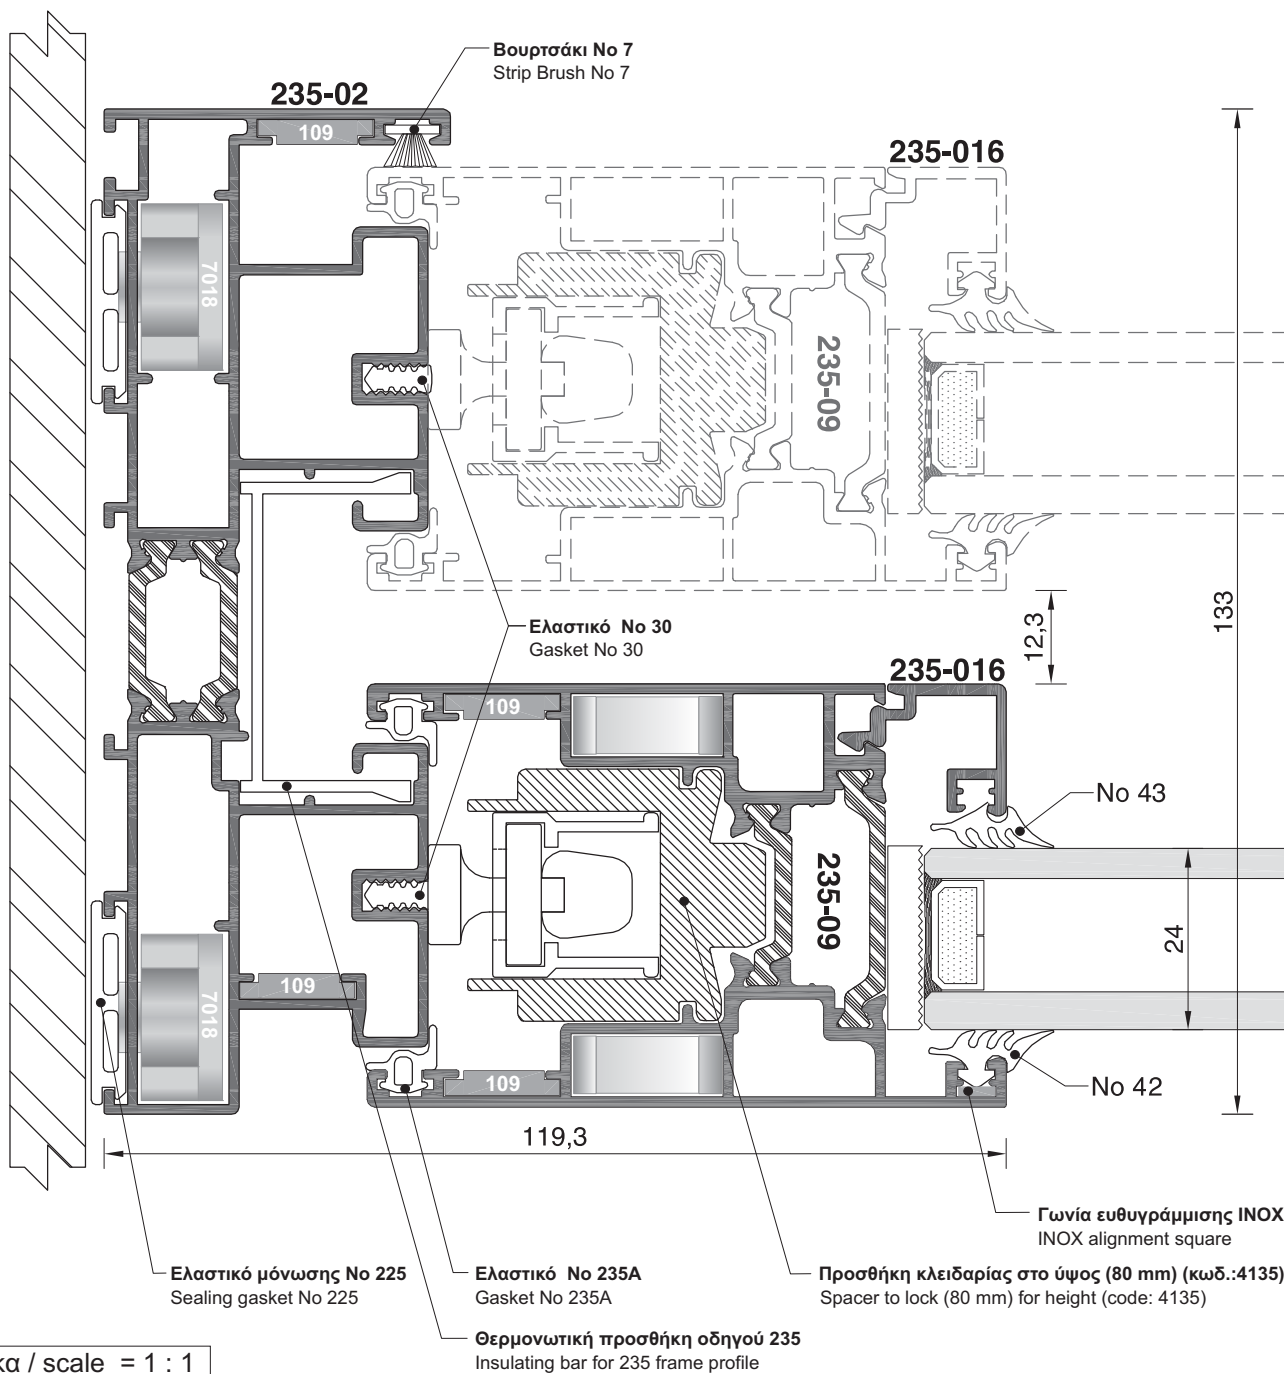 Βουρτσάκι No 7
Strip Brush No 7
235-02
109
235-016
7018
235-09
133
Ελαστικό No 30
Gasket No 30
12,3
235-016
109
No 43
235-09
24
109
7018
109
No 42
119,3
Γωνία ευθυγράμμισης INOX
INOX alignment square
Ελαστικό μόνωσης No 225
Sealing gasket No 225
Ελαστικό No 235A
Gasket No 235A
Προσθήκη κλειδαρίας στο ύψος (80 mm) (κωδ.:4135)
Spacer to lock (80 mm) for height (code: 4135)
Θερμονωτική προσθήκη οδηγού 235
Insulating bar for 235 frame profile
κα / scale = 1 : 1